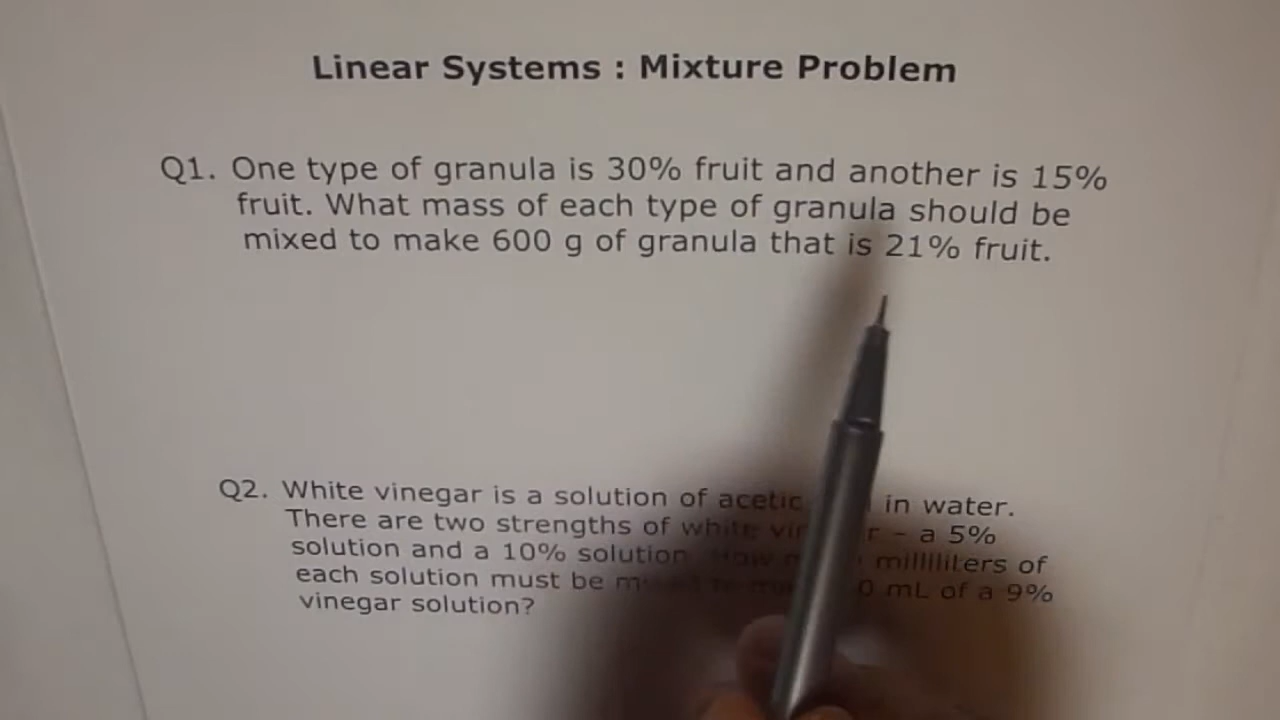 Linear Systems : Mixture Problem
Q1. One type of granula is 30% fruit and another is 15%
fruit. What mass of each type of granula should be
mixed to make 600 g of granula that is 21% fruit.
Q2. White vinegar is a solution of acetic in water.
There are two strengths of white - a 5%
solution and a 10% solution. How milliliters of
each solution must be mL of a 9%
vinegar solution?